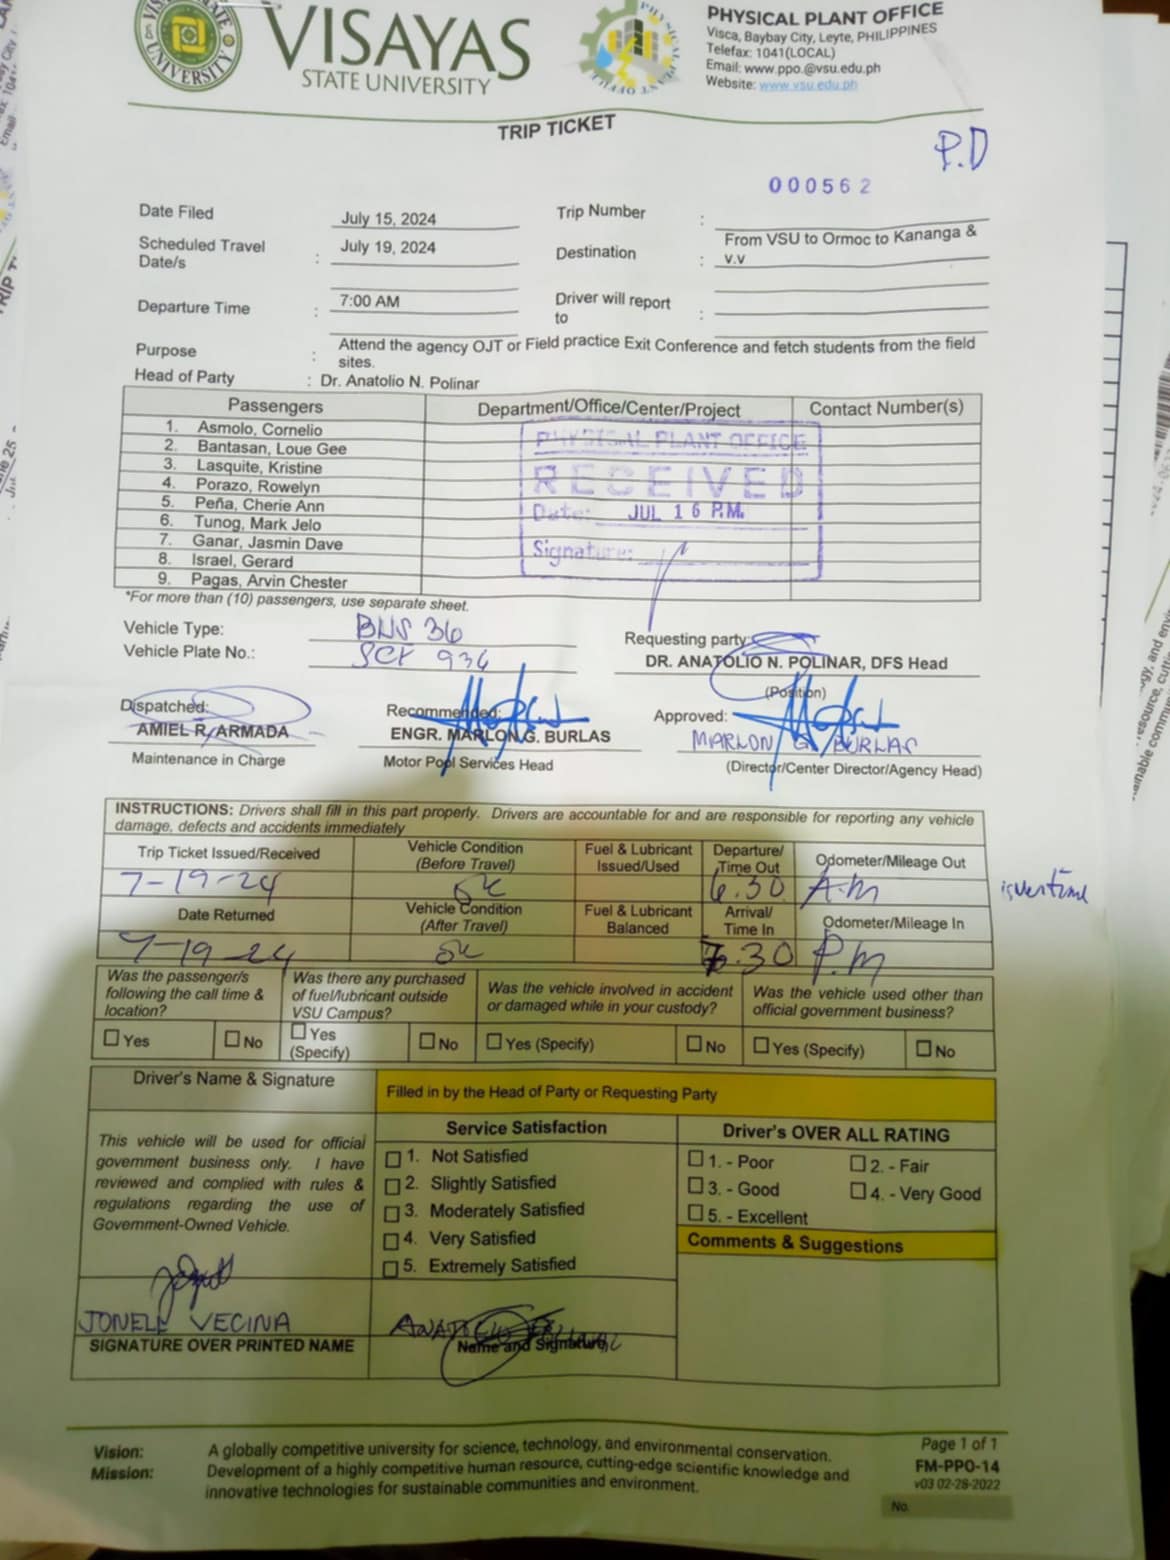 VISAYAS
STATE UNIVERSITY
PHYSICAL PLANT OFFICE
Visca, Baybay City, Leyte, PHILIPPINES
Telefax: 1041(LOCAL)
Email: www.ppo.@vsu.edu.ph
Website: www.vsu.edu.ph
TRIP TICKET
P.D
000562
Date Filed July 15, 2024 Trip Number :
Scheduled Travel Date/s : July 19, 2024 Destination : From VSU to Ormoc to Kananga & v.v
Departure Time : 7:00 AM Driver will report to :
Purpose : Attend the agency OJT or Field practice Exit Conference and fetch students from the field sites.
Head of Party : Dr. Anatolio N. Polinar
Passengers Department/Office/Center/Project Contact Number(s)
1. Asmolo, Cornelio
2. Bantasan, Loue Gee
3. Lasquite, Kristine
4. Porazo, Rowelyn
5. Peña, Cherie Ann
6. Tunog, Mark Jelo
7. Ganar, Jasmin Dave
8. Israel, Gerard
9. Pagas, Arvin Chester
PHYSICAL PLANT OFFICE
RECEIVED
Date: JUL 16 P.M.
Signature:
*For more than (10) passengers, use separate sheet.
Vehicle Type: BUS 36
Vehicle Plate No.: 934
Requesting party:
DR. ANATOLIO N. POLINAR, DFS Head
(Position)
Dispatched:
AMIEL R. ARMADA
Maintenance in Charge
Recommended:
ENGR. MARLON G. BURLAS
Motor Pool Services Head
Approved:
MARLON G. BURLAS
(Director/Center Director/Agency Head)
INSTRUCTIONS: Drivers shall fill in this part properly. Drivers are accountable for and are responsible for reporting any vehicle
damage, defects and accidents immediately
Trip Ticket Issued/Received Vehicle Condition (Before Travel) Fuel & Lubricant Issued/Used Departure/ Time Out Odometer/Mileage Out
7-19-24 ok 6.30 A.M
Date Returned Vehicle Condition (After Travel) Fuel & Lubricant Balanced Arrival/ Time In Odometer/Mileage In
7-19-24 ok 7.30 P.M
Was the passenger/s following the call time & location?
☐ Yes ☐ No
Was there any purchased of fuel/lubricant outside VSU Campus?
☐ Yes (Specify) ☐ No
Was the vehicle involved in accident or damaged while in your custody?
☐ Yes (Specify) ☐ No
Was the vehicle used other than official government business?
☐ Yes (Specify) ☐ No
Driver's Name & Signature
Filled in by the Head of Party or Requesting Party
This vehicle will be used for official
government business only. I have
reviewed and complied with rules &
regulations regarding the use of
Government-Owned Vehicle.
JONELL VECINA
SIGNATURE OVER PRINTED NAME
Service Satisfaction
☐ 1. Not Satisfied
☐ 2. Slightly Satisfied
☐ 3. Moderately Satisfied
☐ 4. Very Satisfied
☐ 5. Extremely Satisfied
Name and Signature
Driver's OVER ALL RATING
☐ 1. - Poor ☐ 2. - Fair
☐ 3. - Good ☐ 4. - Very Good
☐ 5. - Excellent
Comments & Suggestions
Vision: A globally competitive university for science, technology, and environmental conservation.
Mission: Development of a highly competitive human resource, cutting-edge scientific knowledge and
innovative technologies for sustainable communities and environment.
Page 1 of 1
FM-PPO-14
v03 02-28-2022
No.